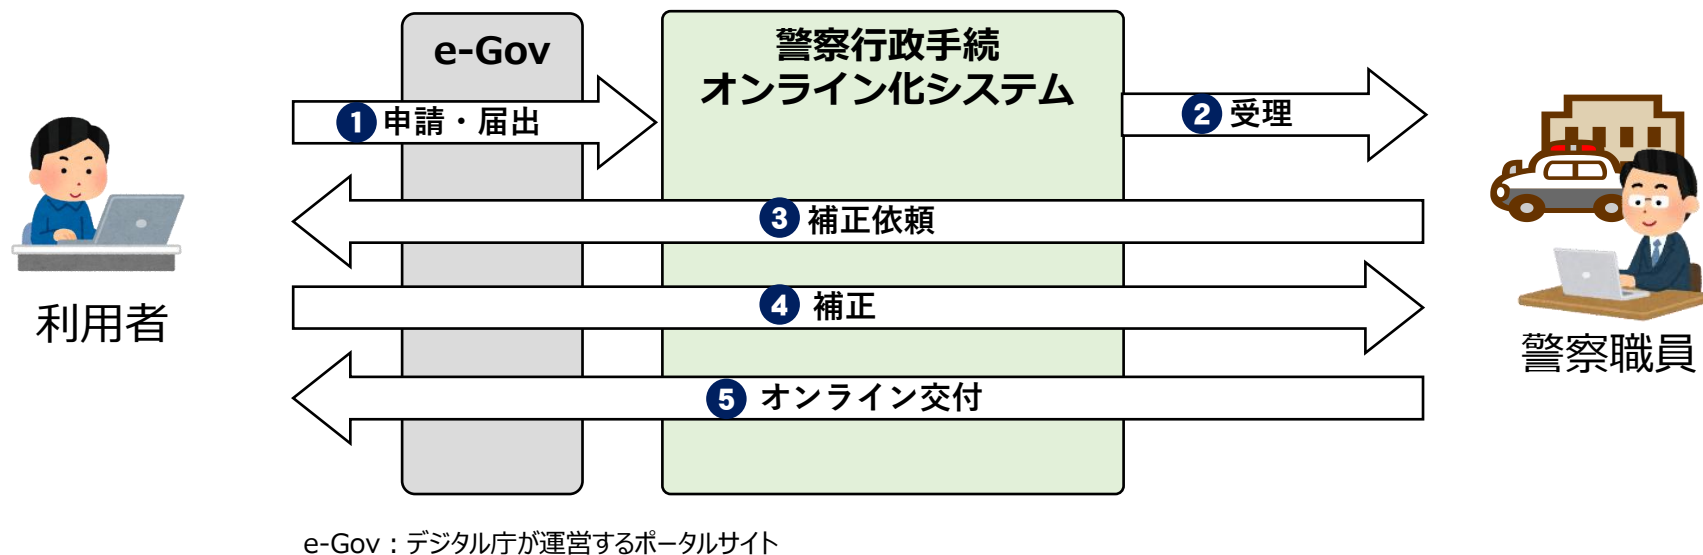 e-Gov
警察行政手続
オンライン化システム
1 申請・届出
2 受理
3 補正依頼
4 補正
5 オンライン交付
利用者
警察職員
e-Gov：デジタル庁が運営するポータルサイト